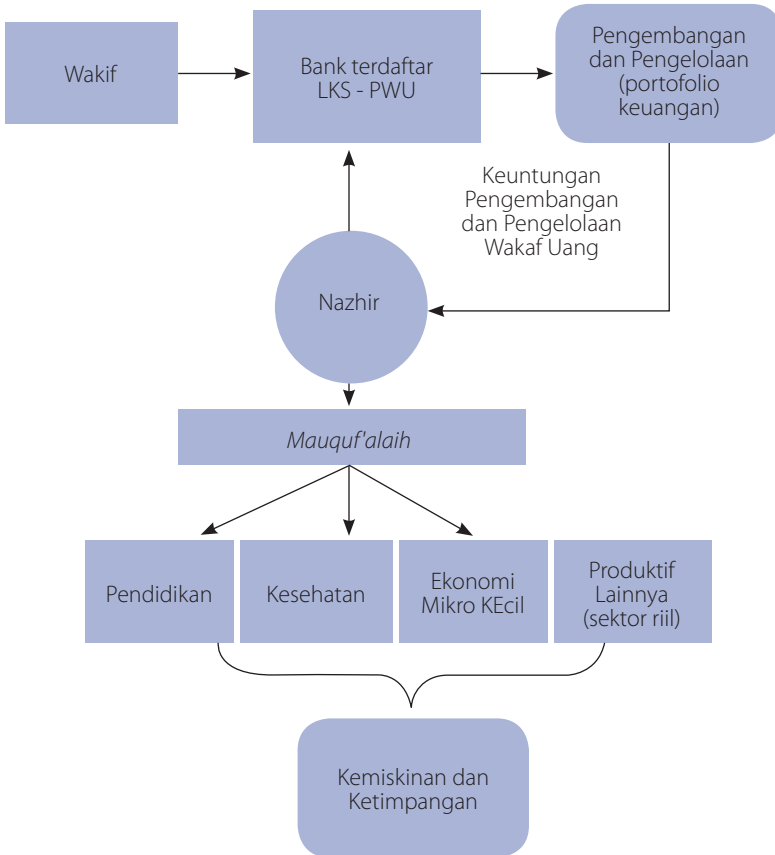 Wakif
Bank terdaftar
LKS - PWU
Pengembangan
dan Pengelolaan
(portofolio
keuangan)
Keuntungan
Pengembangan
dan Pengelolaan
Wakaf Uang
Nazhir
Mauquf'alaih
Pendidikan
Kesehatan
Ekonomi
Mikro KEcil
Produktif
Lainnya
(sektor riil)
Kemiskinan dan
Ketimpangan